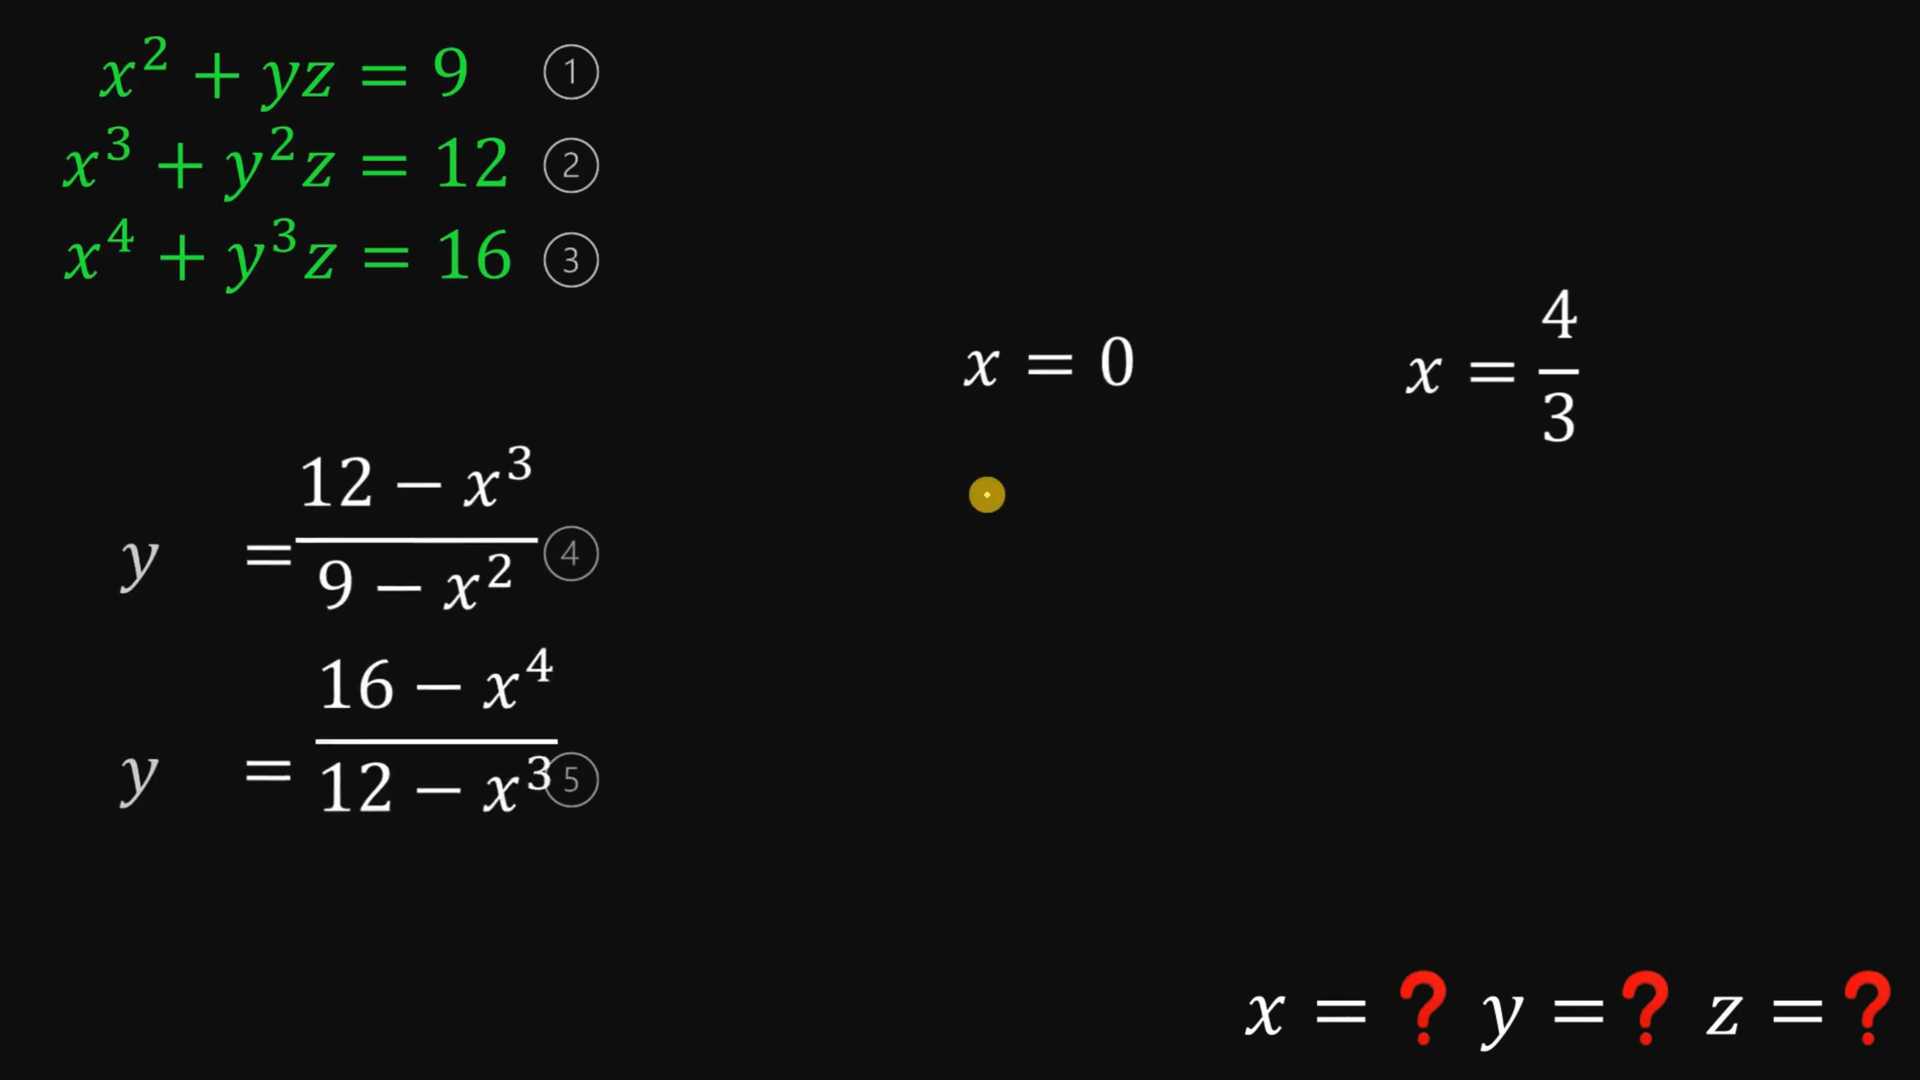 x² + yz = 9 ①
x³ + y²z = 12 ②
x⁴ + y³z = 16 ③
x = 0
x = 4/3
y = (12 − x³)/(9 − x²) ④
y = (16 − x⁴)/(12 − x³) ⑤
x = ❓ y = ❓ z = ❓